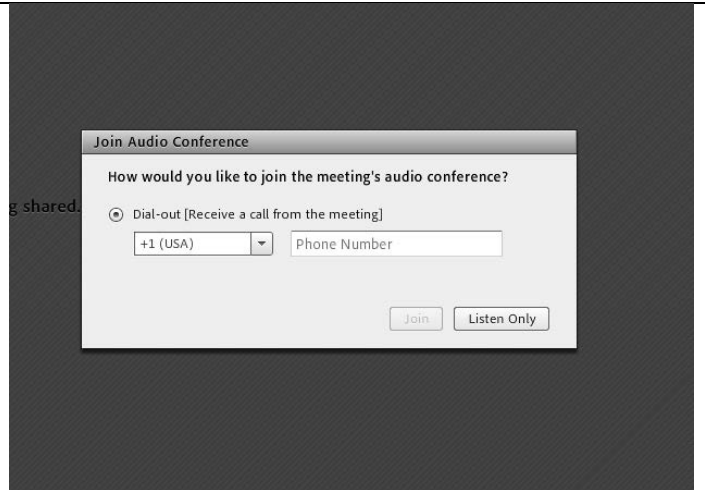 Join Audio Conference
How would you like to join the meeting's audio conference?
g shared.
Dial-out [Receive a call from the meeting]
+1 (USA)
Phone Number
Join
Listen Only